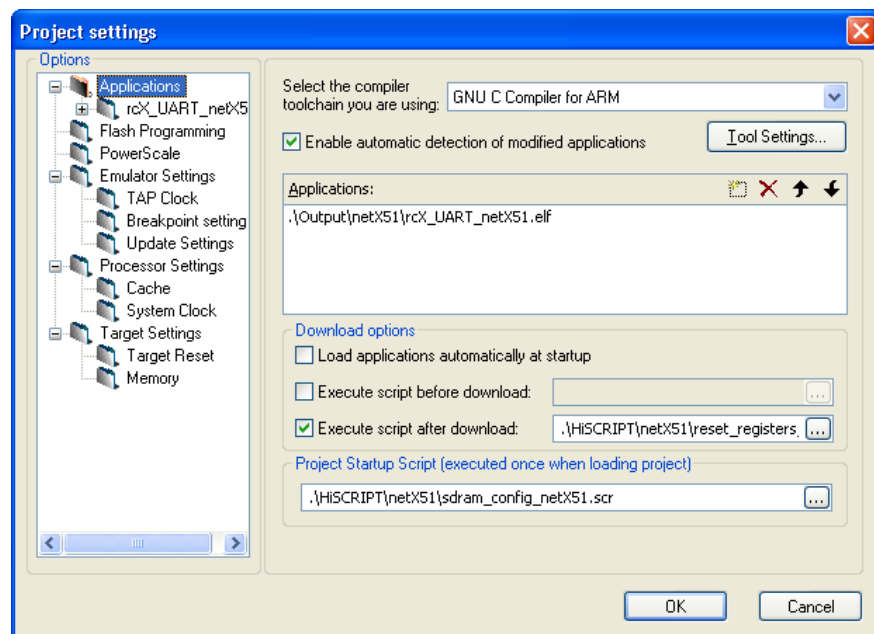 Project settings
Options
Applications
rcX_UART_netX5
Flash Programming
PowerScale
Emulator Settings
TAP Clock
Breakpoint setting
Update Settings
Processor Settings
Cache
System Clock
Target Settings
Target Reset
Memory
Select the compiler
toolchain you are using:
GNU C Compiler for ARM
Enable automatic detection of modified applications
Tool Settings...
Applications:
.\Output\netX51\rcX_UART_netX51.elf
Download options
Load applications automatically at startup
Execute script before download:
...
Execute script after download:
.\HiSCRIPT\netX51\reset_registers_
...
Project Startup Script (executed once when loading project)
.\HiSCRIPT\netX51\sdram_config_netX51.scr
...
OK
Cancel